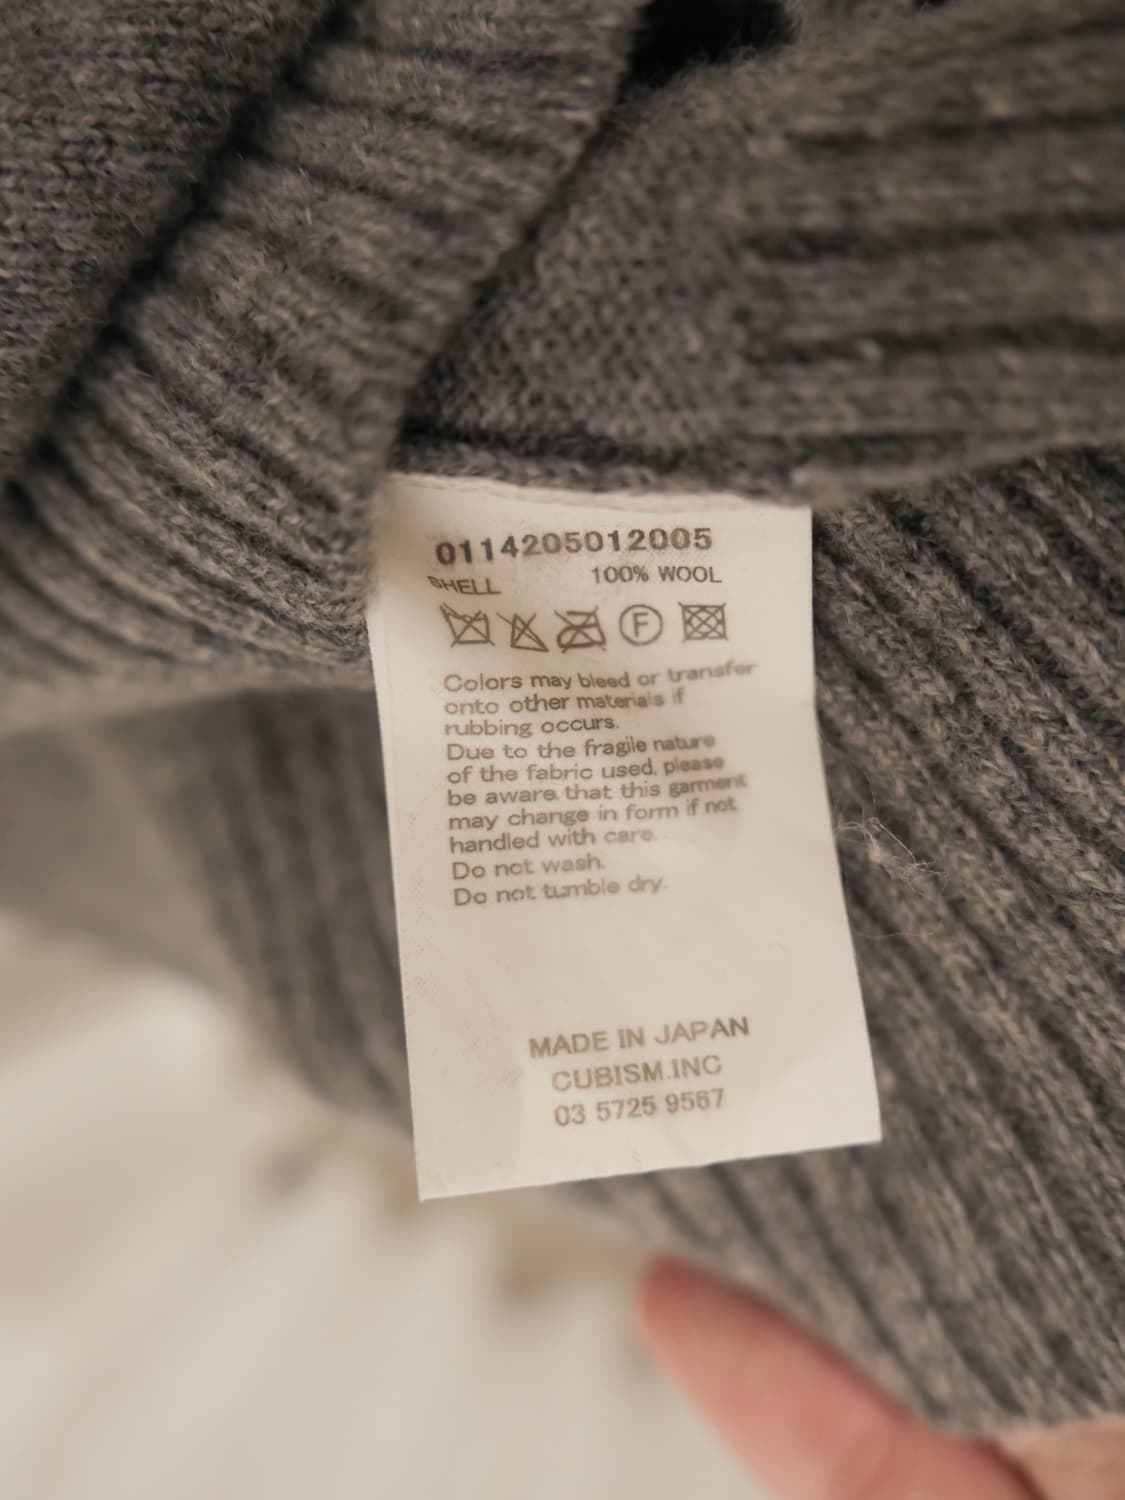 0114205012005
SHELL 100% WOOL
F
Colors may bleed or transfer
onto other materials if
rubbing occurs.
Due to the fragile nature
of the fabric used, please
be aware that this garment
may change in form if not
handled with care.
Do not wash.
Do not tumble dry.
MADE IN JAPAN
CUBISM.INC
03 5725 9567